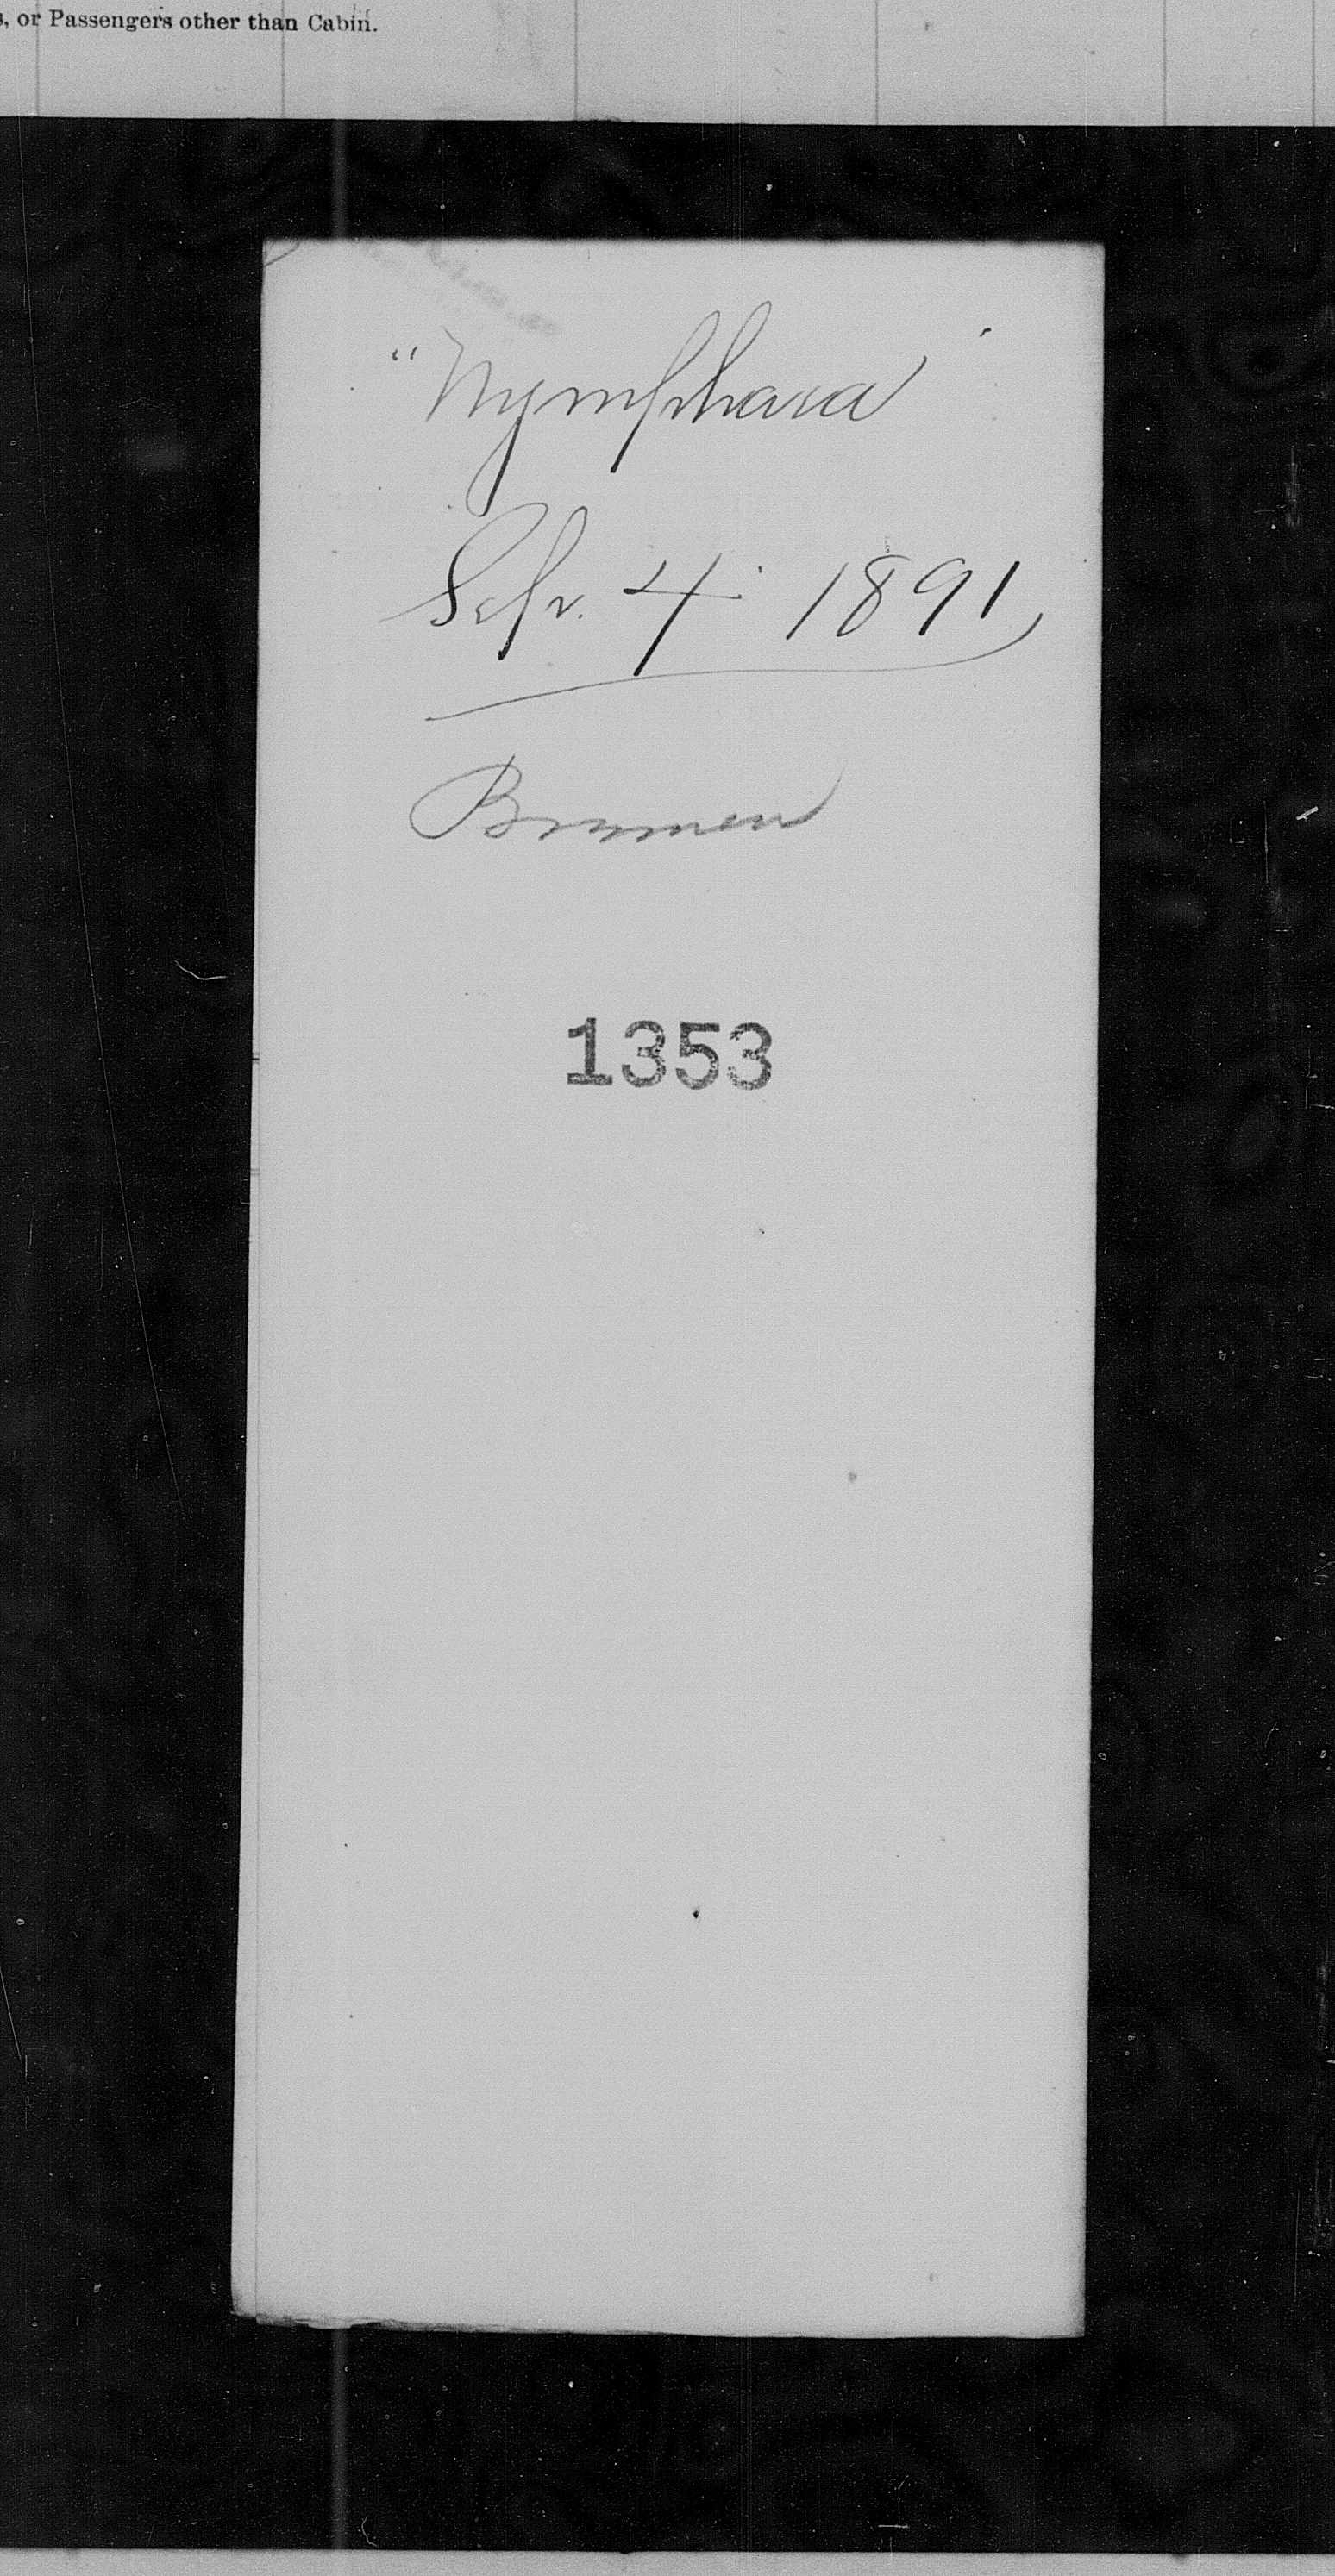 , or Passengers other than Cabin.
"Nymphaea"
Sep. 4 1891
Bremen
1353